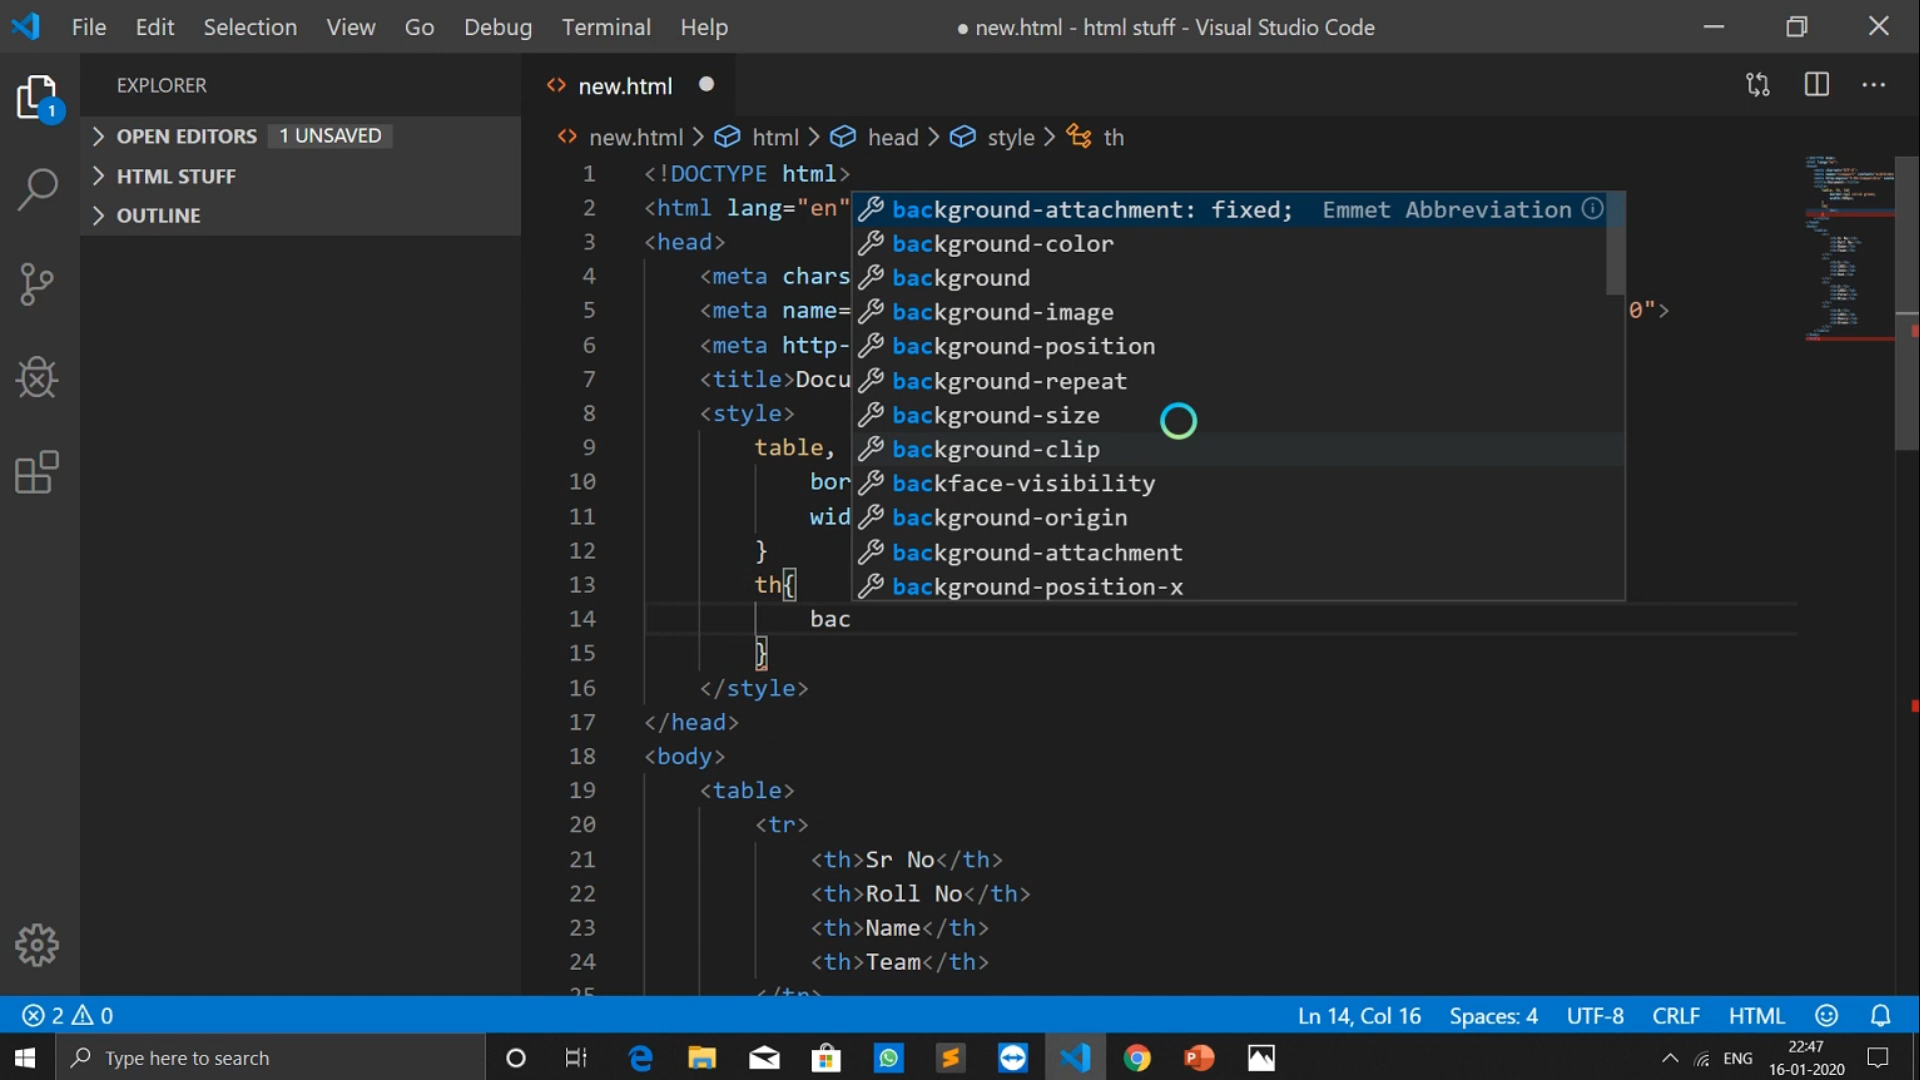 File Edit Selection View Go Debug Terminal Help
● new.html - html stuff - Visual Studio Code
EXPLORER
OPEN EDITORS 1 UNSAVED
HTML STUFF
OUTLINE
1
new.html
new.html > html > head > style > th
1 <!DOCTYPE html>
2 <html lang="en"
3 <head>
4 <meta chars
5 <meta name= 0">
6 <meta http-
7 <title>Docu
8 <style>
9 table,
10 bor
11 wid
12 }
13 th{
14 bac
15 }
16 </style>
17 </head>
18 <body>
19 <table>
20 <tr>
21 <th>Sr No</th>
22 <th>Roll No</th>
23 <th>Name</th>
24 <th>Team</th>
25 </tr>
background-attachment: fixed; Emmet Abbreviation
background-color
background
background-image
background-position
background-repeat
background-size
background-clip
backface-visibility
background-origin
background-attachment
background-position-x
2 0
Ln 14, Col 16 Spaces: 4 UTF-8 CRLF HTML
Type here to search
ENG
22:47
16-01-2020